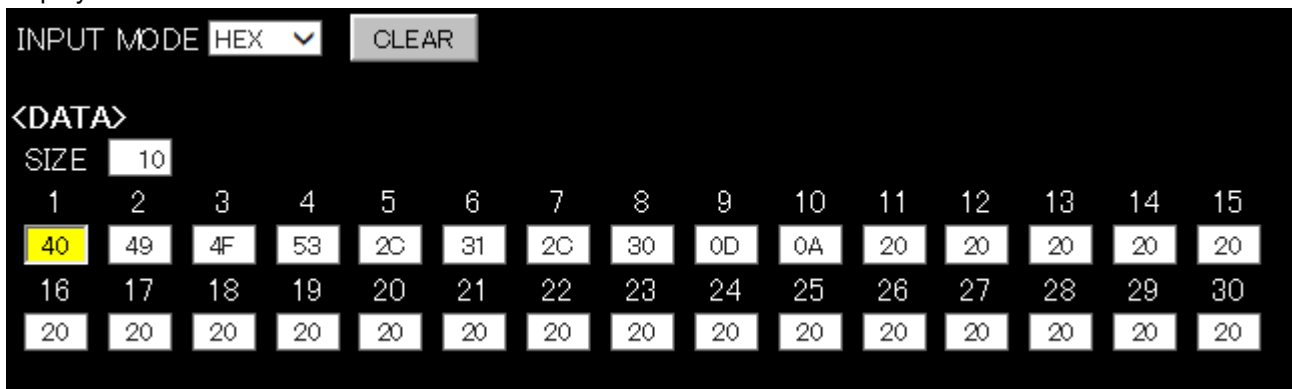 INPUT MODE HEX CLEAR
<DATA>
SIZE 10
1 2 3 4 5 6 7 8 9 10 11 12 13 14 15
40 49 4F 53 2C 31 2C 30 0D 0A 20 20 20 20 20
16 17 18 19 20 21 22 23 24 25 26 27 28 29 30
20 20 20 20 20 20 20 20 20 20 20 20 20 20 20